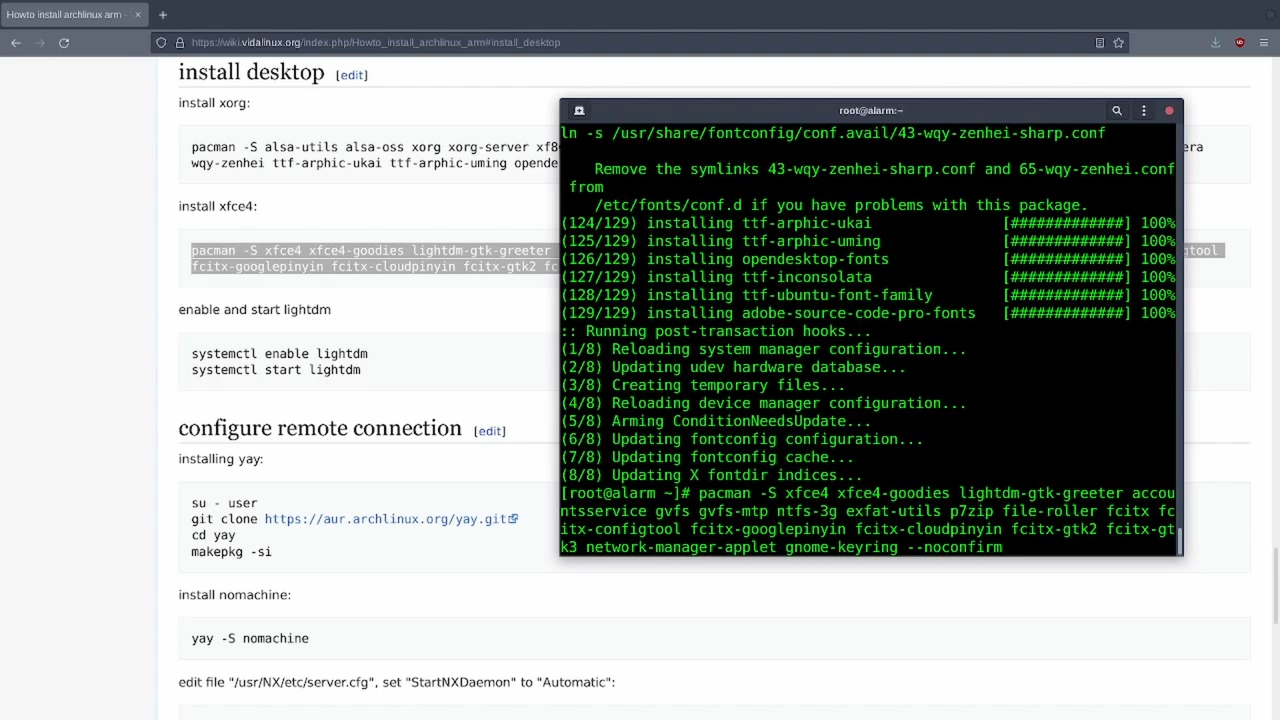 Howto install archlinux arm -
https://wiki.vidalinux.org/index.php/Howto_install_archlinux_arm#install_desktop
install desktop [edit]
install xorg:
pacman -S alsa-utils alsa-oss xorg xorg-server xf8
era
wqy-zenhei ttf-arphic-ukai ttf-arphic-uming opende
install xfce4:
pacman -S xfce4 xfce4-goodies lightdm-gtk-greeter
gtool
fcitx-googlepinyin fcitx-cloudpinyin fcitx-gtk2 fc
enable and start lightdm
systemctl enable lightdm
systemctl start lightdm
configure remote connection [edit]
installing yay:
su - user
git clone https://aur.archlinux.org/yay.git
cd yay
makepkg -si
install nomachine:
yay -S nomachine
edit file "/usr/NX/etc/server.cfg", set "StartNXDaemon" to "Automatic":
root@alarm:~
ln -s /usr/share/fontconfig/conf.avail/43-wqy-zenhei-sharp.conf
Remove the symlinks 43-wqy-zenhei-sharp.conf and 65-wqy-zenhei.conf
from
/etc/fonts/conf.d if you have problems with this package.
(124/129) installing ttf-arphic-ukai [#############] 100%
(125/129) installing ttf-arphic-uming [#############] 100%
(126/129) installing opendesktop-fonts [#############] 100%
(127/129) installing ttf-inconsolata [#############] 100%
(128/129) installing ttf-ubuntu-font-family [#############] 100%
(129/129) installing adobe-source-code-pro-fonts [#############] 100%
:: Running post-transaction hooks...
(1/8) Reloading system manager configuration...
(2/8) Updating udev hardware database...
(3/8) Creating temporary files...
(4/8) Reloading device manager configuration...
(5/8) Arming ConditionNeedsUpdate...
(6/8) Updating fontconfig configuration...
(7/8) Updating fontconfig cache...
(8/8) Updating X fontdir indices...
[root@alarm ~]# pacman -S xfce4 xfce4-goodies lightdm-gtk-greeter accou
ntsservice gvfs gvfs-mtp ntfs-3g exfat-utils p7zip file-roller fcitx fc
itx-configtool fcitx-googlepinyin fcitx-cloudpinyin fcitx-gtk2 fcitx-gt
k3 network-manager-applet gnome-keyring --noconfirm